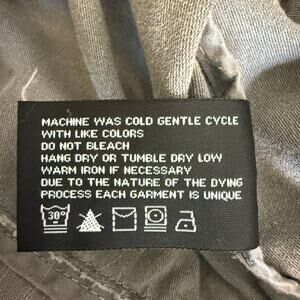 MACHINE WAS COLD GENTLE CYCLE
WITH LIKE COLORS
DO NOT BLEACH
HANG DRY OR TUMBLE DRY LOW
WARM IRON IF NECESSARY
DUE TO THE NATURE OF THE DYING
PROCESS EACH GARMENT IS UNIQUE
30°